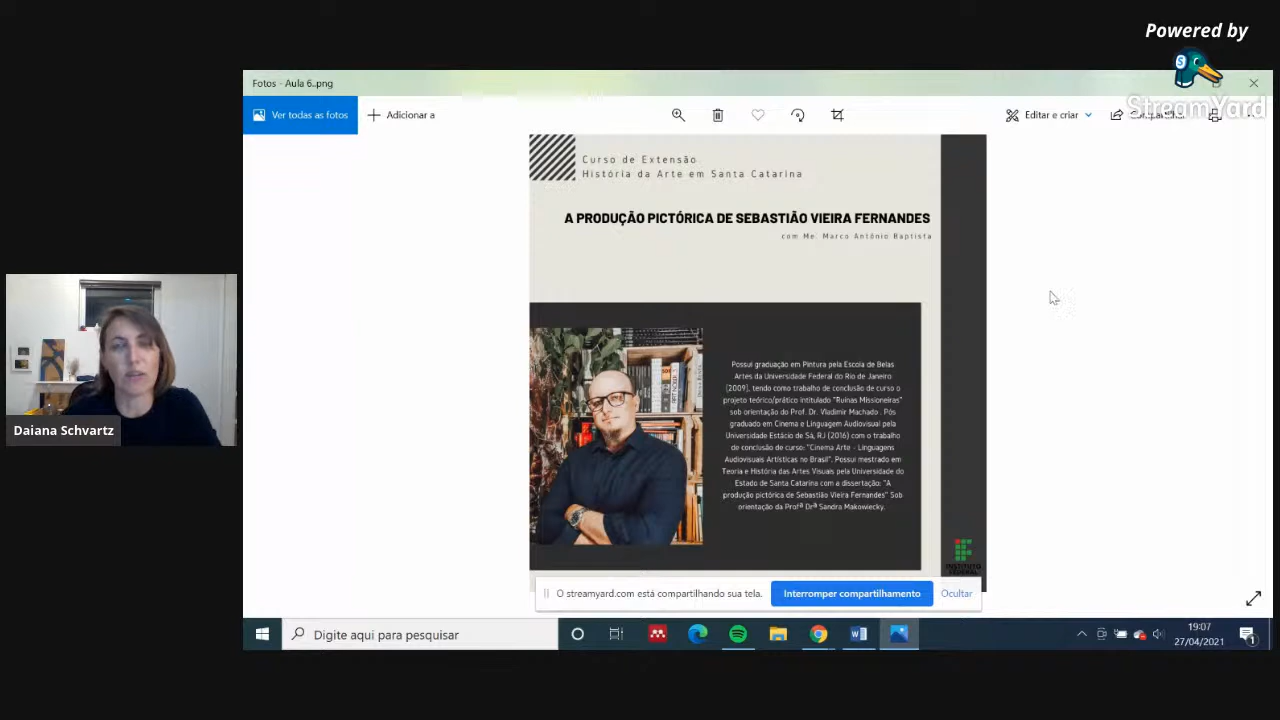 Powered by
StreamYard
Fotos - Aula 6..png
Ver todas as fotos
Adicionar a
Editar e criar
Curso de Extensão
História da Arte em Santa Catarina
A PRODUÇÃO PICTÓRICA DE SEBASTIÃO VIEIRA FERNANDES
com Me. Marco Antônio Baptista
Possui graduação em Pintura pela Escola de Belas
Artes da Universidade Federal do Rio de Janeiro
(2009), tendo como trabalho de conclusão de curso o
projeto teórico/prático intitulado "Ruínas Missioneiras"
sob orientação do Prof. Dr. Vladimir Machado . Pós
graduado em Cinema e Linguagem Audiovisual pela
Universidade Estácio de Sá, RJ (2016) com o trabalho
de conclusão de curso: "Cinema Arte - Linguagens
Audiovisuais Artísticas no Brasil". Possui mestrado em
Teoria e História das Artes Visuais pela Universidade do
Estado de Santa Catarina com a dissertação: "A
produção pictórica de Sebastião Vieira Fernandes" Sob
orientação da Profª Drª Sandra Makowiecky.
Daiana Schvartz
INSTITUTO
FEDERAL
O streamyard.com está compartilhando sua tela.
Interromper compartilhamento
Ocultar
Digite aqui para pesquisar
19:07
27/04/2021